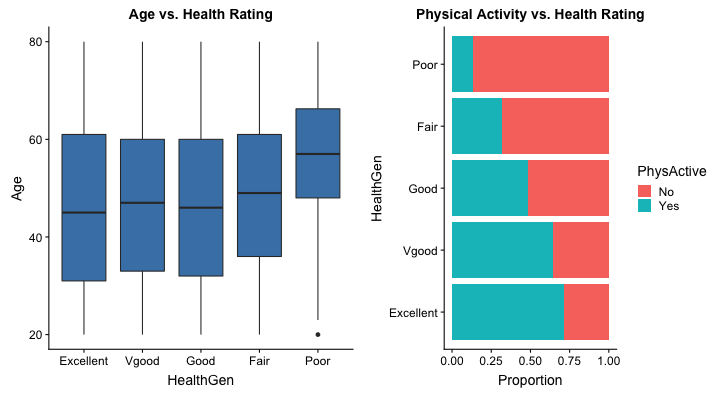 Age vs. Health Rating
80
60
40
20
Age
Excellent Vgood Good Fair Poor
HealthGen
Physical Activity vs. Health Rating
Poor
Fair
Good
Vgood
Excellent
HealthGen
0.00 0.25 0.50 0.75 1.00
Proportion
PhysActive
No
Yes